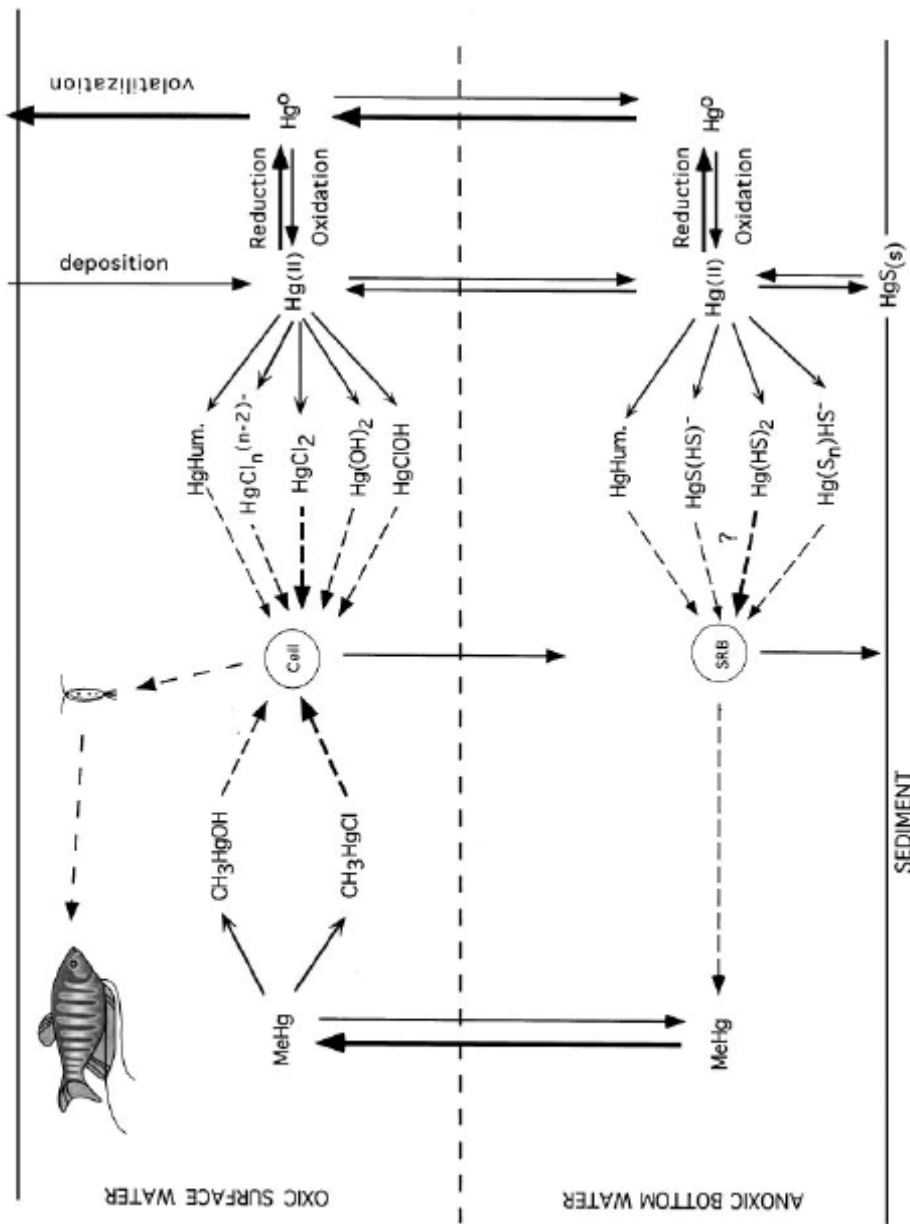 volatilization
deposition
Hg⁰
Reduction
Oxidation
Hg(II)
HgHum.
HgCl_n^(n-2)-
HgCl₂
Hg(OH)₂
HgClOH
Cell
CH₃HgOH
CH₃HgCl
MeHg
OXIC SURFACE WATER
Hg⁰
Reduction
Oxidation
Hg(II)
HgS(s)
HgHum.
HgS(HS)⁻
Hg(HS)₂
Hg(Sₙ)HS⁻
?
SRB
MeHg
ANOXIC BOTTOM WATER
SEDIMENT